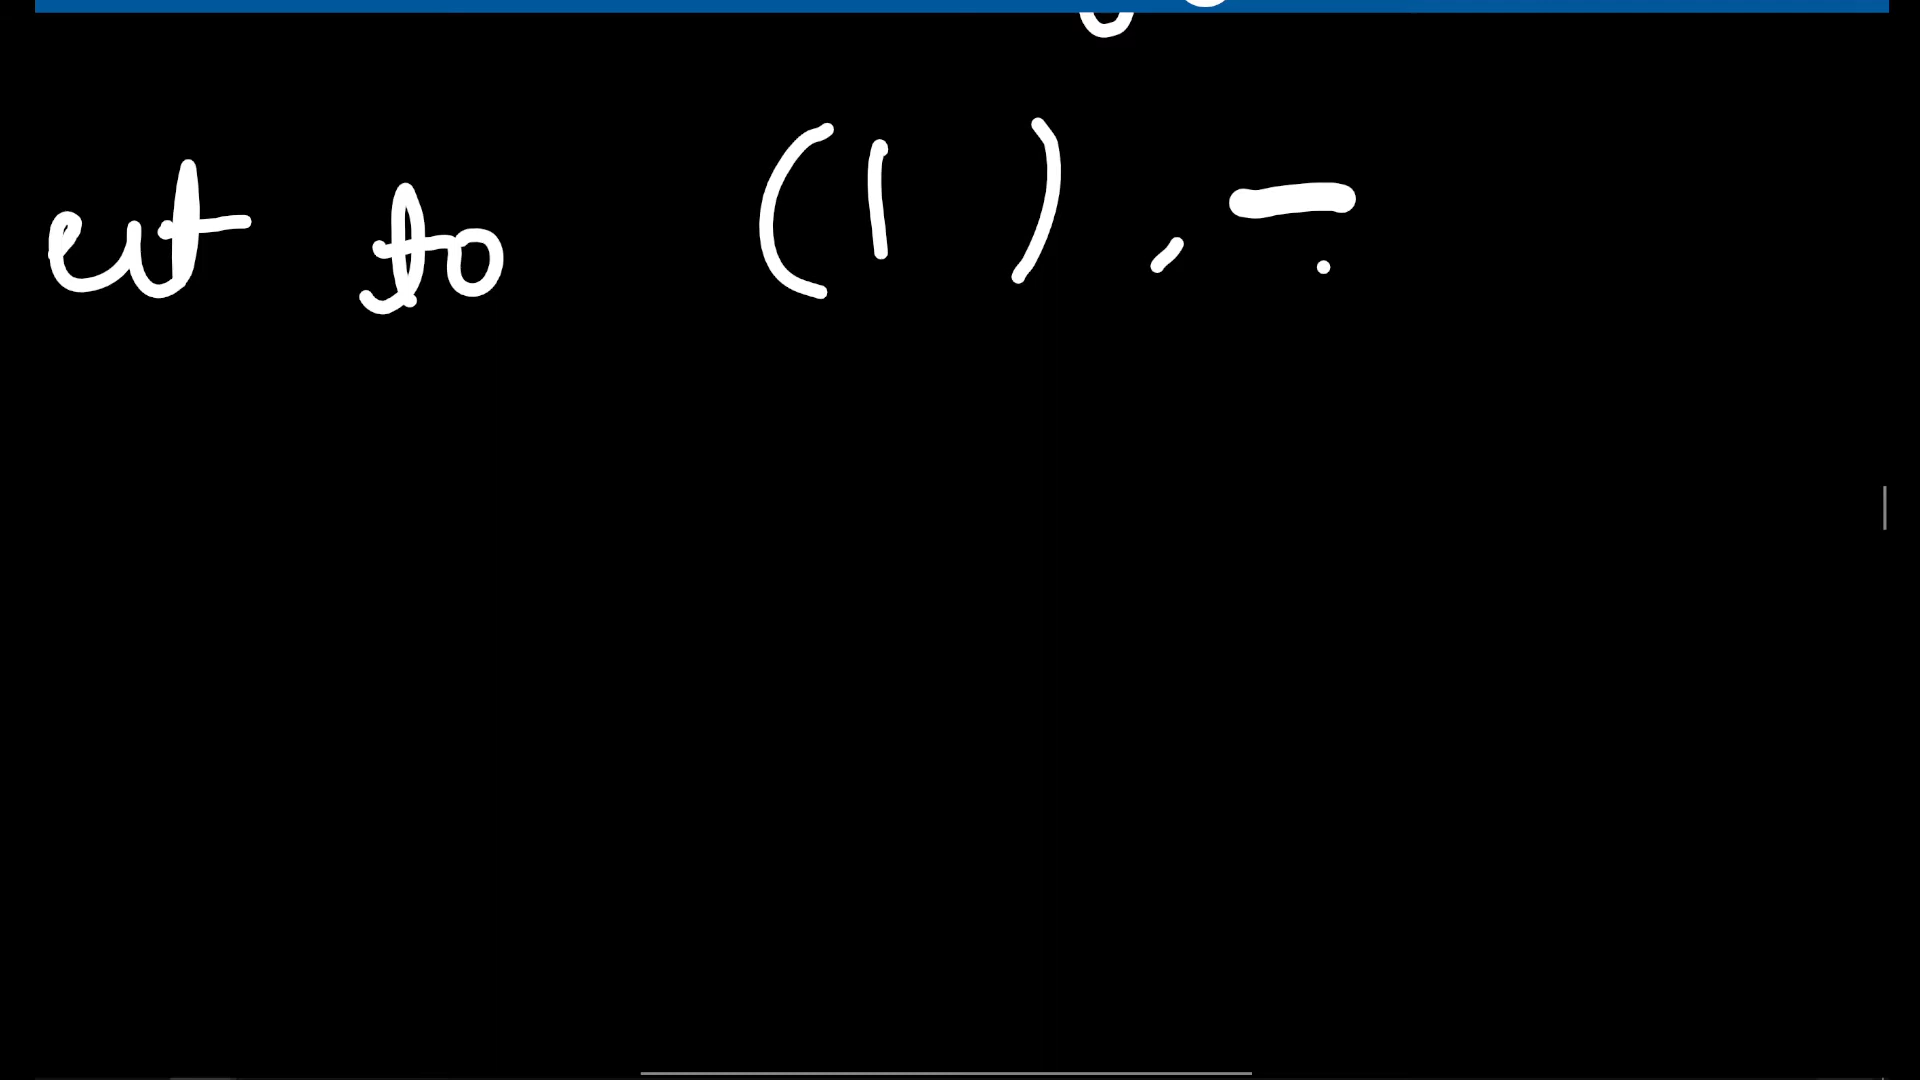 et to (1 ), -.